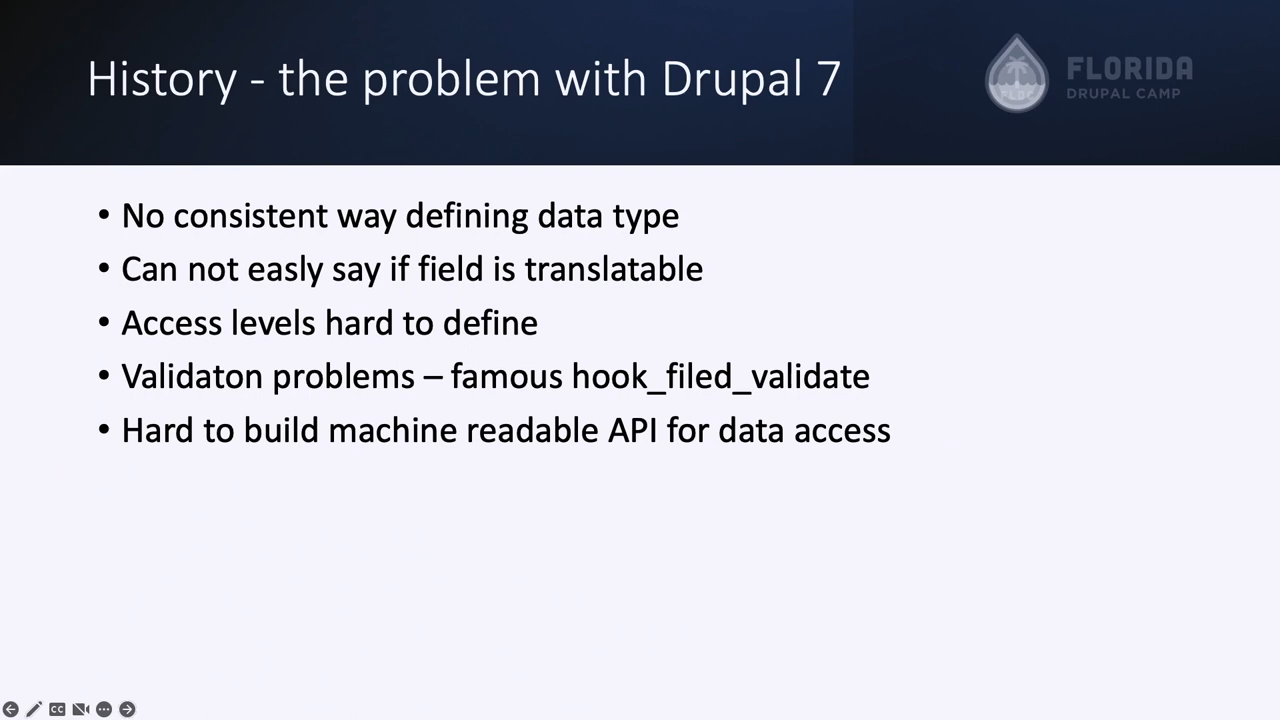 History - the problem with Drupal 7
FLORIDA
DRUPAL CAMP
FLDC
• No consistent way defining data type
• Can not easly say if field is translatable
• Access levels hard to define
• Validaton problems – famous hook_filed_validate
• Hard to build machine readable API for data access
CC